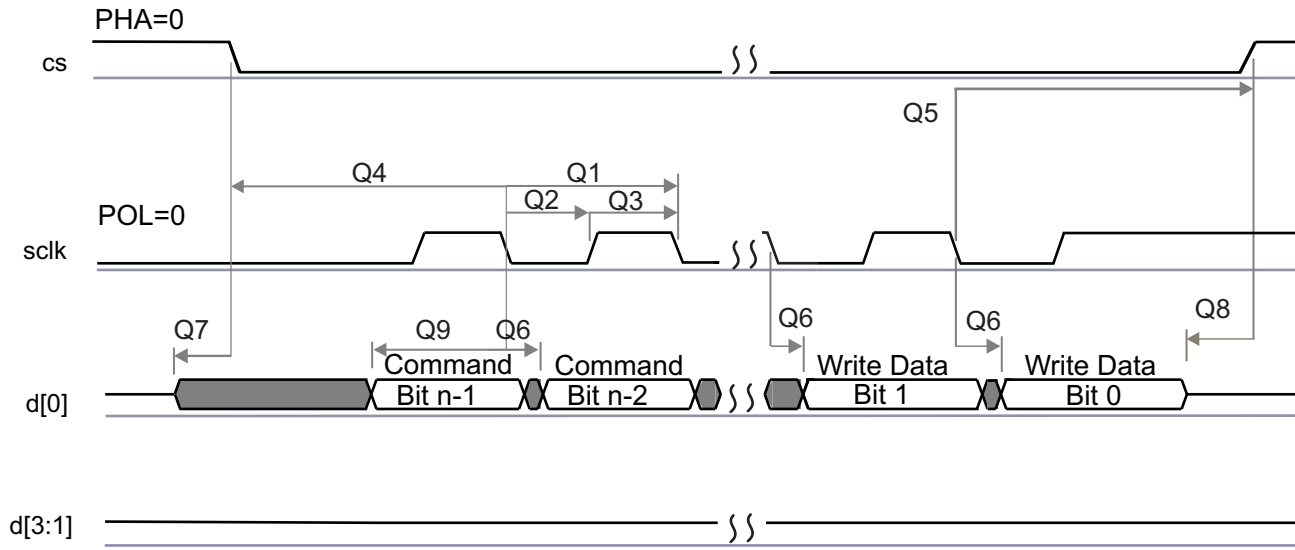 PHA=0
cs
Q5
Q4 Q1
Q2 Q3
POL=0
sclk
Q7 Q9 Q6 Q6 Q6 Q8
Command Command Write Data Write Data
d[0] Bit n-1 Bit n-2 Bit 1 Bit 0
d[3:1]